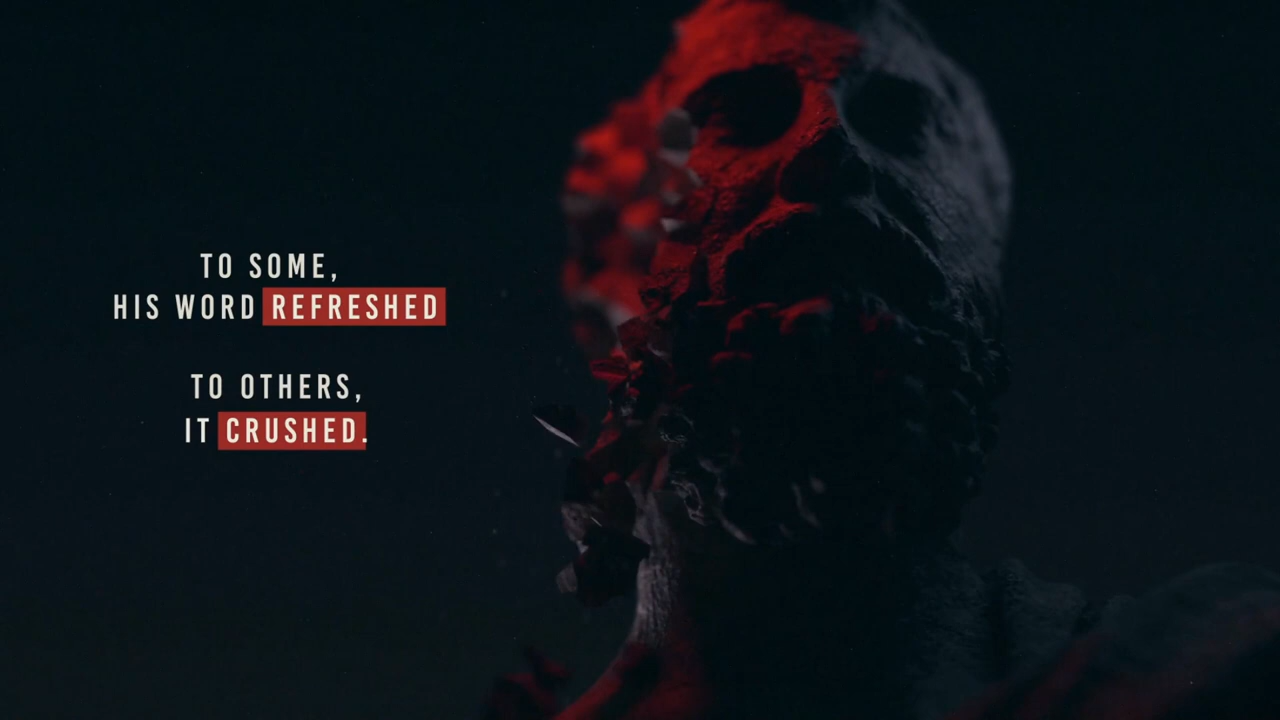 TO SOME,
HIS WORD REFRESHED
TO OTHERS,
IT CRUSHED.